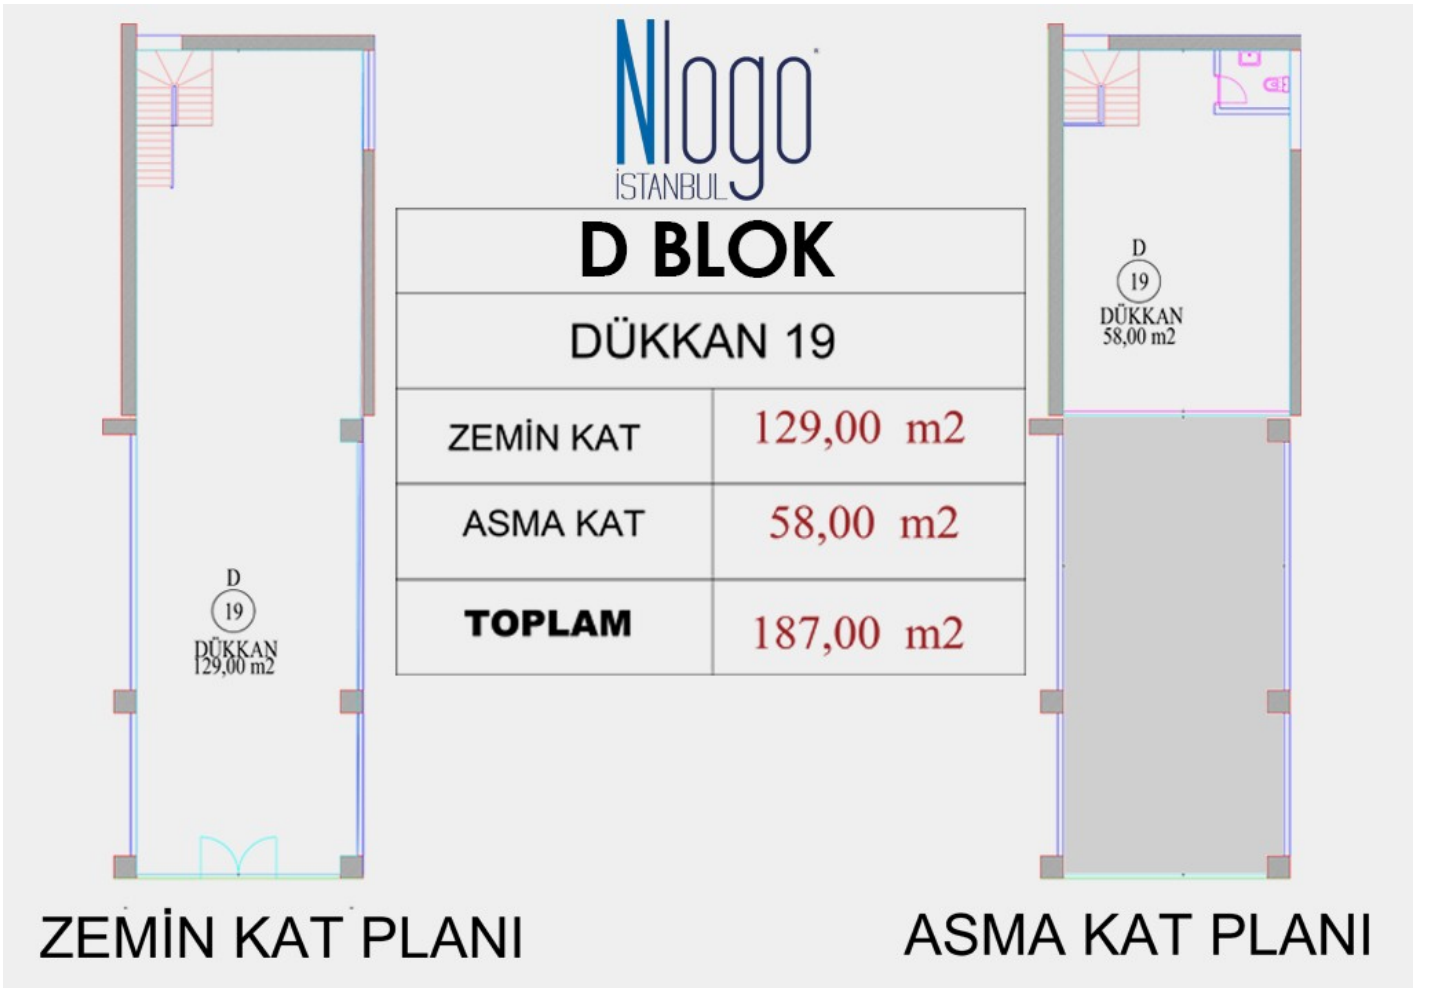 Nlogo
İSTANBUL
D BLOK
DÜKKAN 19
ZEMİN KAT 129,00 m2
ASMA KAT 58,00 m2
TOPLAM 187,00 m2
D
19
DÜKKAN
129,00 m2
ZEMİN KAT PLANI
D
19
DÜKKAN
58,00 m2
ASMA KAT PLANI